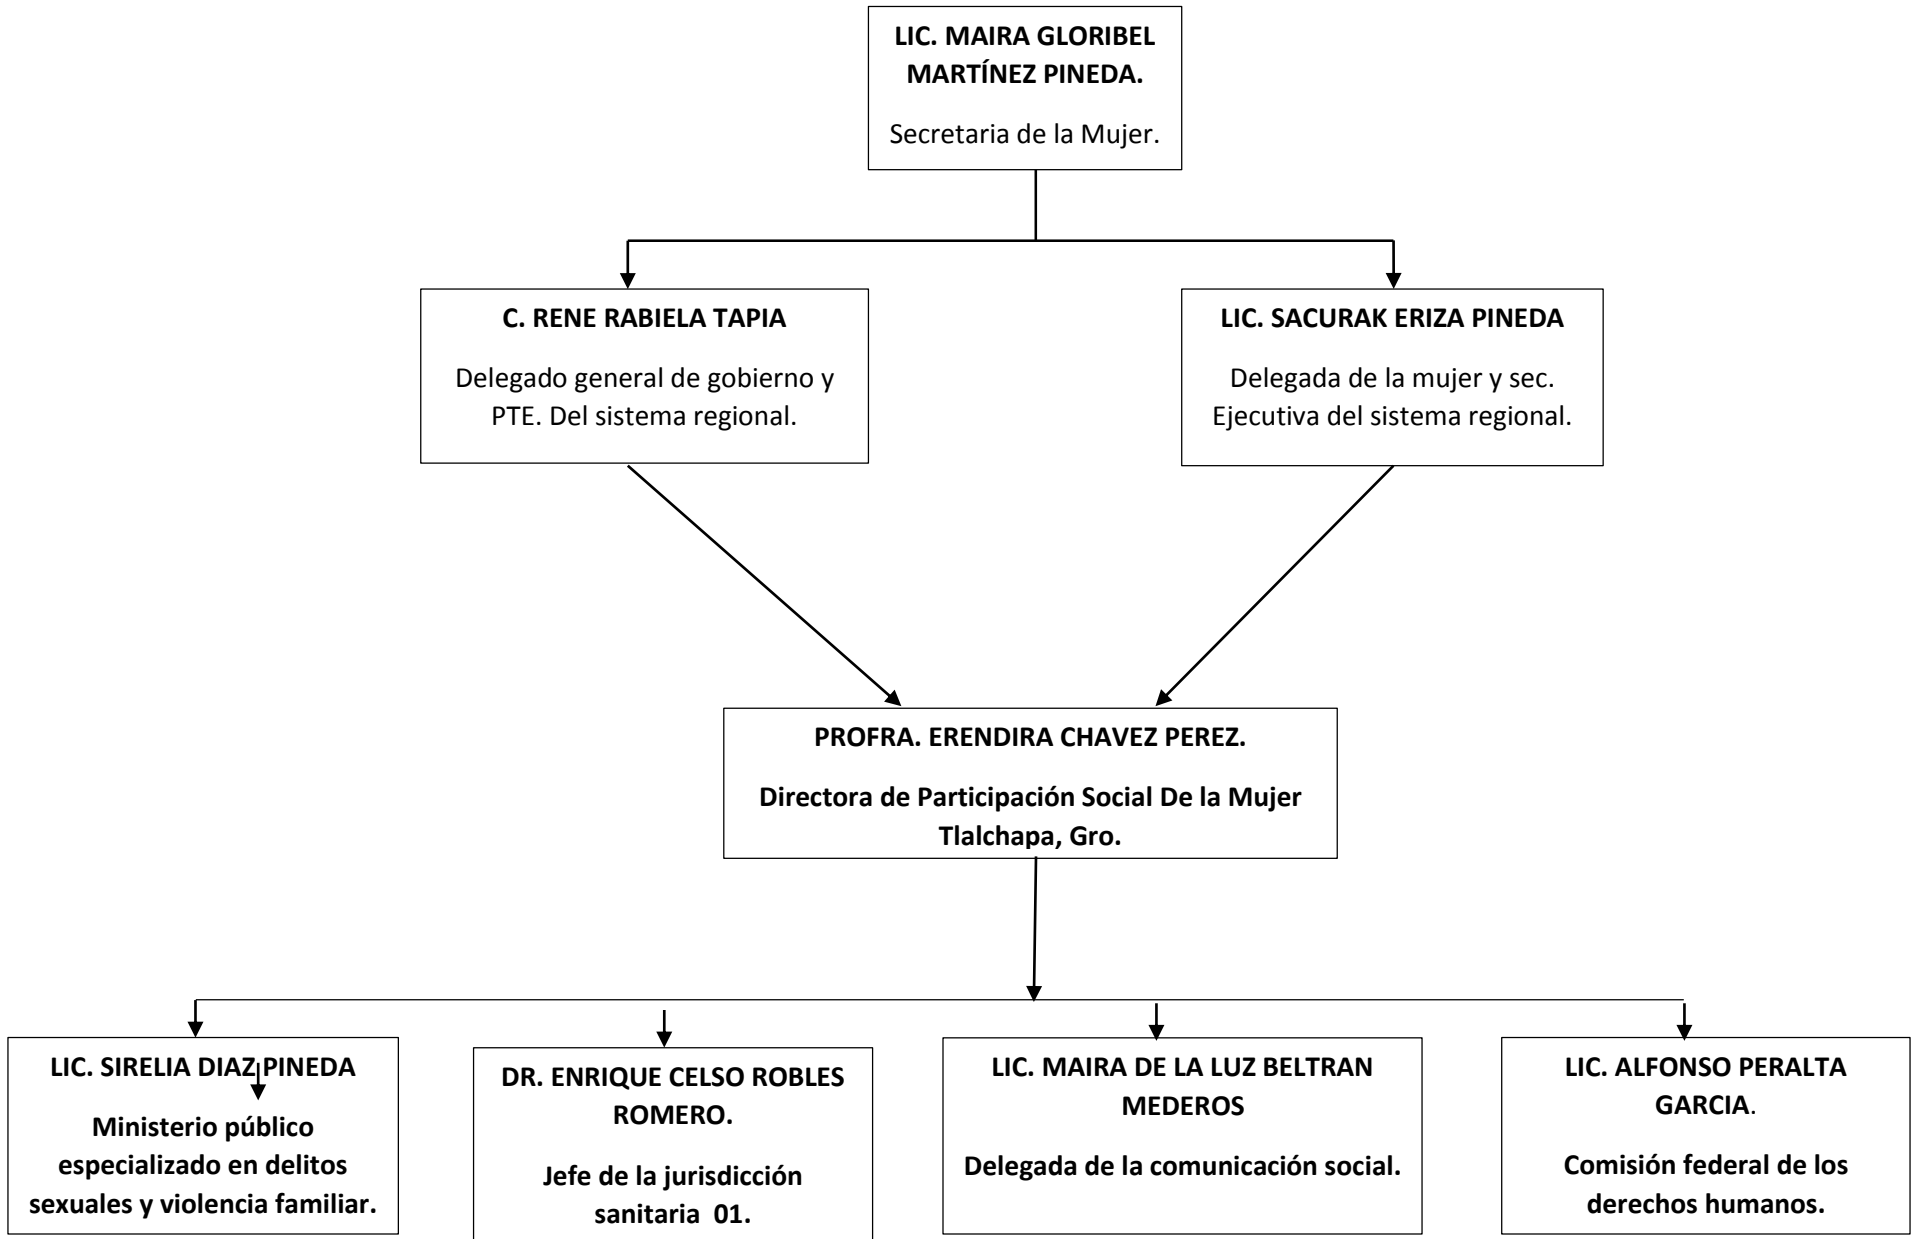 LIC. MAIRA GLORIBEL
MARTÍNEZ PINEDA.
Secretaria de la Mujer.
C. RENE RABIELA TAPIA
Delegado general de gobierno y
PTE. Del sistema regional.
LIC. SACURAK ERIZA PINEDA
Delegada de la mujer y sec.
Ejecutiva del sistema regional.
PROFRA. ERENDIRA CHAVEZ PEREZ.
Directora de Participación Social De la Mujer
Tlalchapa, Gro.
LIC. SIRELIA DIAZ PINEDA
Ministerio público
especializado en delitos
sexuales y violencia familiar.
DR. ENRIQUE CELSO ROBLES
ROMERO.
Jefe de la jurisdicción
sanitaria 01.
LIC. MAIRA DE LA LUZ BELTRAN
MEDEROS
Delegada de la comunicación social.
LIC. ALFONSO PERALTA
GARCIA.
Comisión federal de los
derechos humanos.